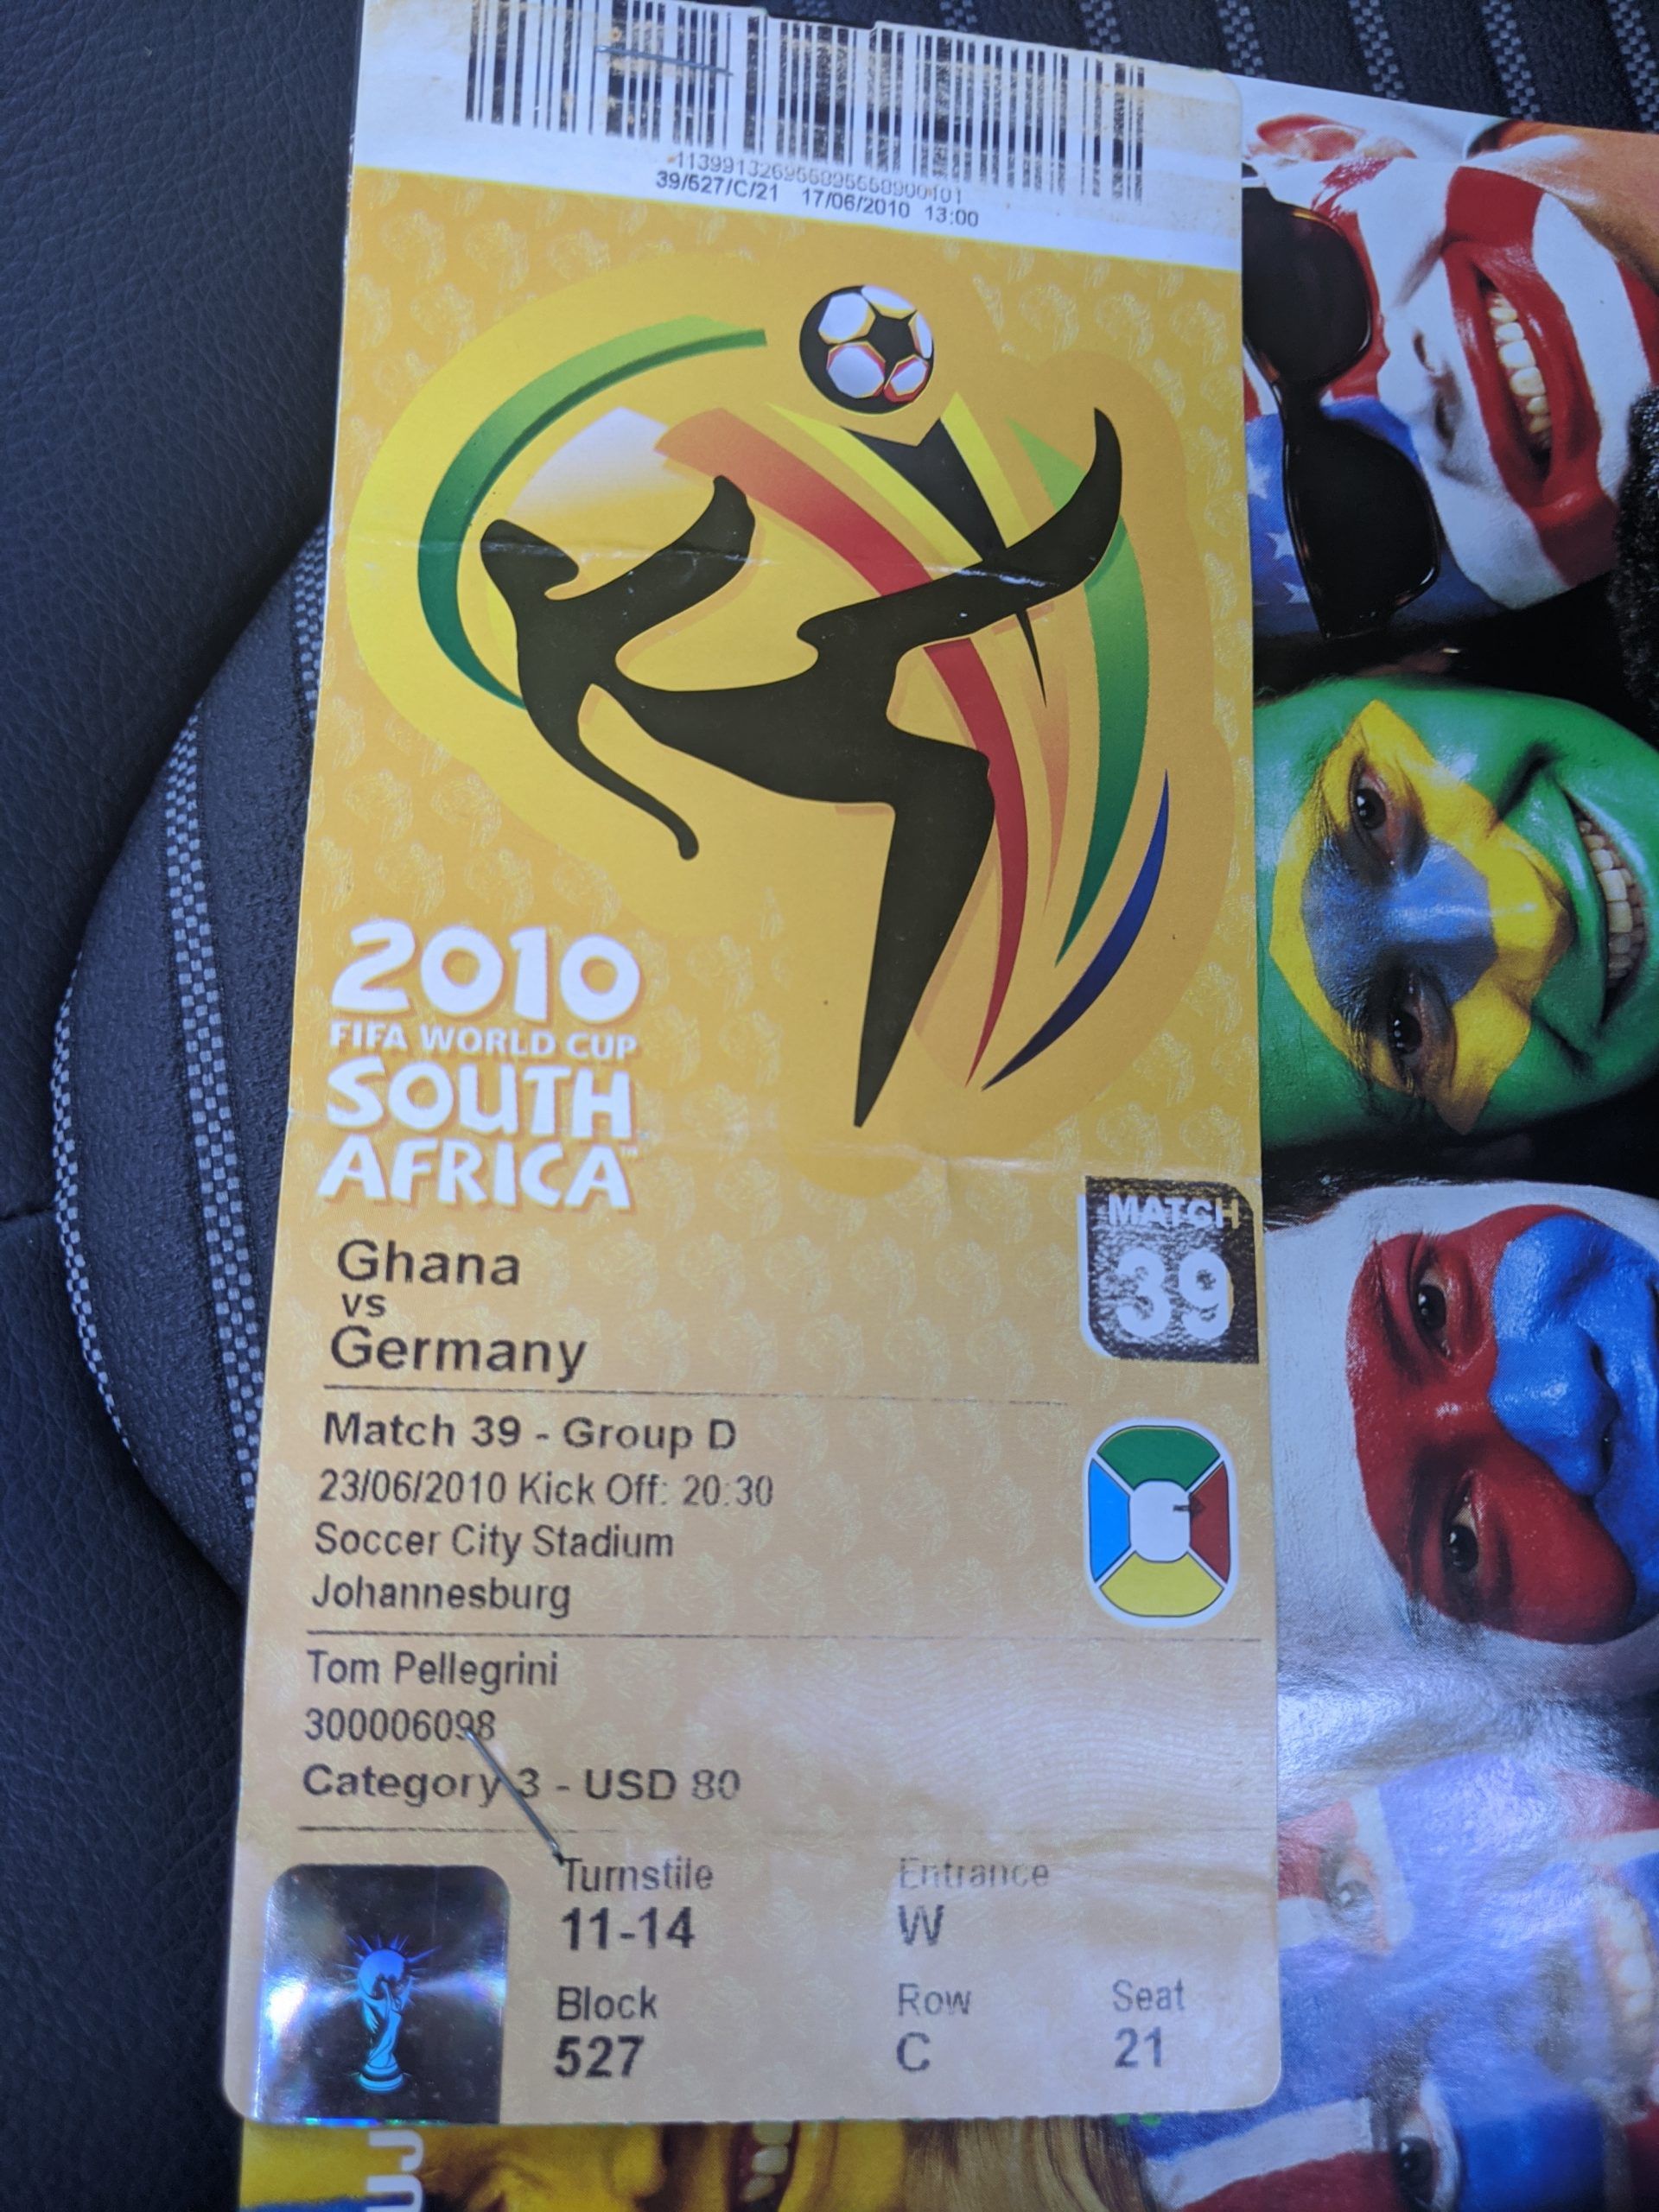 39/527/C/21 17/06/2010 13:00
2010
FIFA WORLD CUP
SOUTH
AFRICA™
MATCH
39
Ghana
vs
Germany
Match 39 - Group D
23/06/2010 Kick Off: 20:30
Soccer City Stadium
Johannesburg
Tom Pellegrini
300006098
Category 3 - USD 80
Turnstile Entrance
11-14 W
Block Row Seat
527 C 21